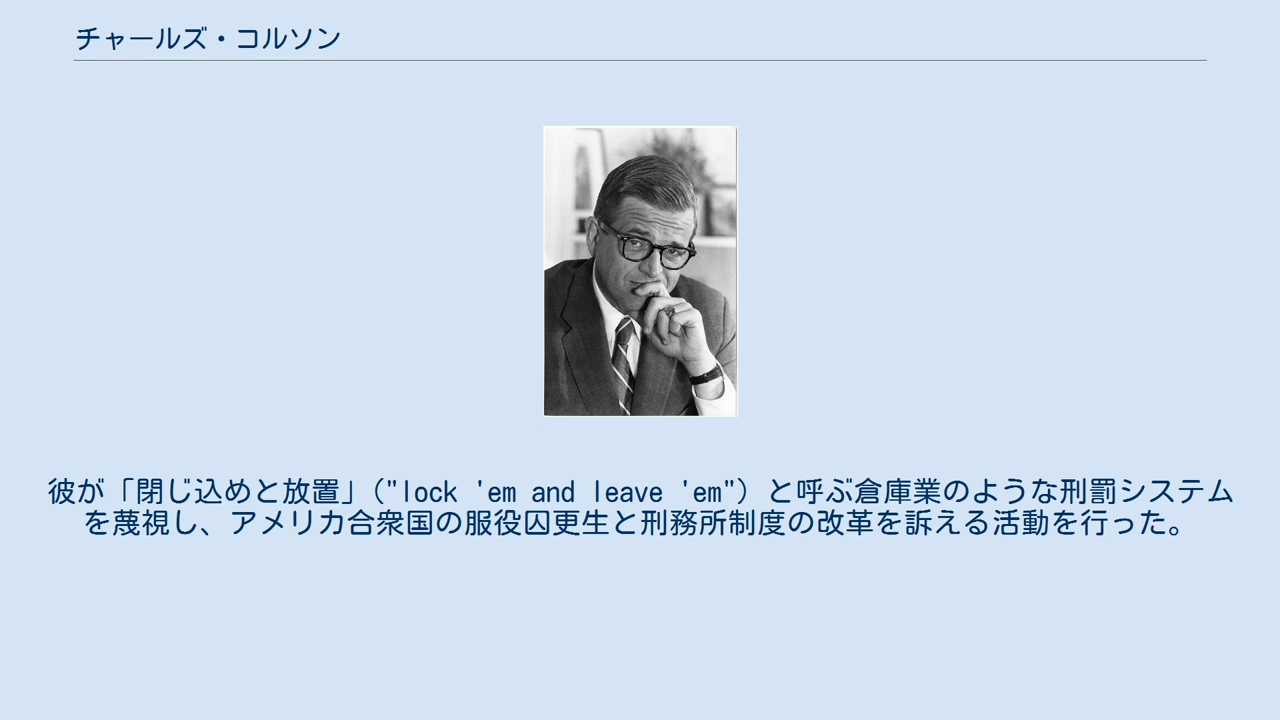 チャールズ・コルソン
彼が「閉じ込めと放置」("lock 'em and leave 'em") と呼ぶ倉庫業のような刑罰システム
を蔑視し、アメリカ合衆国の服役囚更生と刑務所制度の改革を訴える活動を行った。